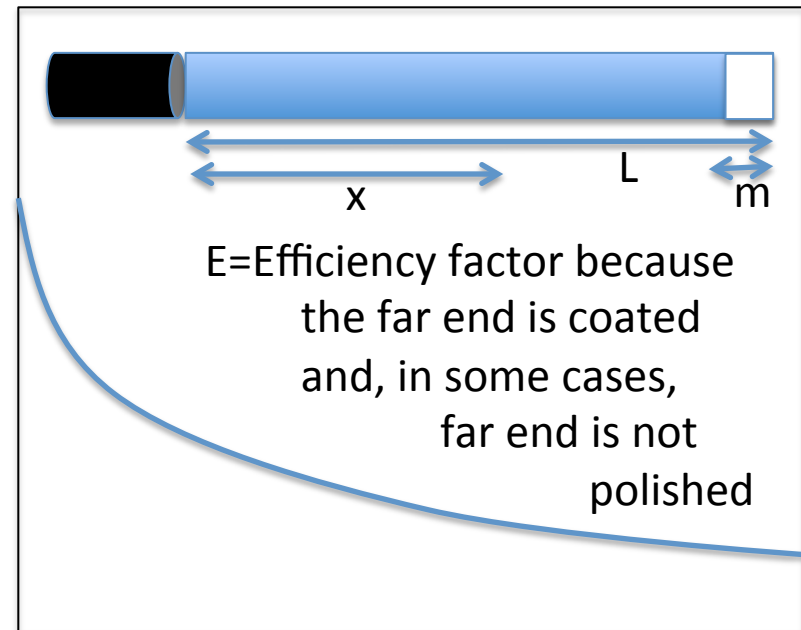 L
x
m
E=Efficiency factor because
the far end is coated
and, in some cases,
far end is not
polished